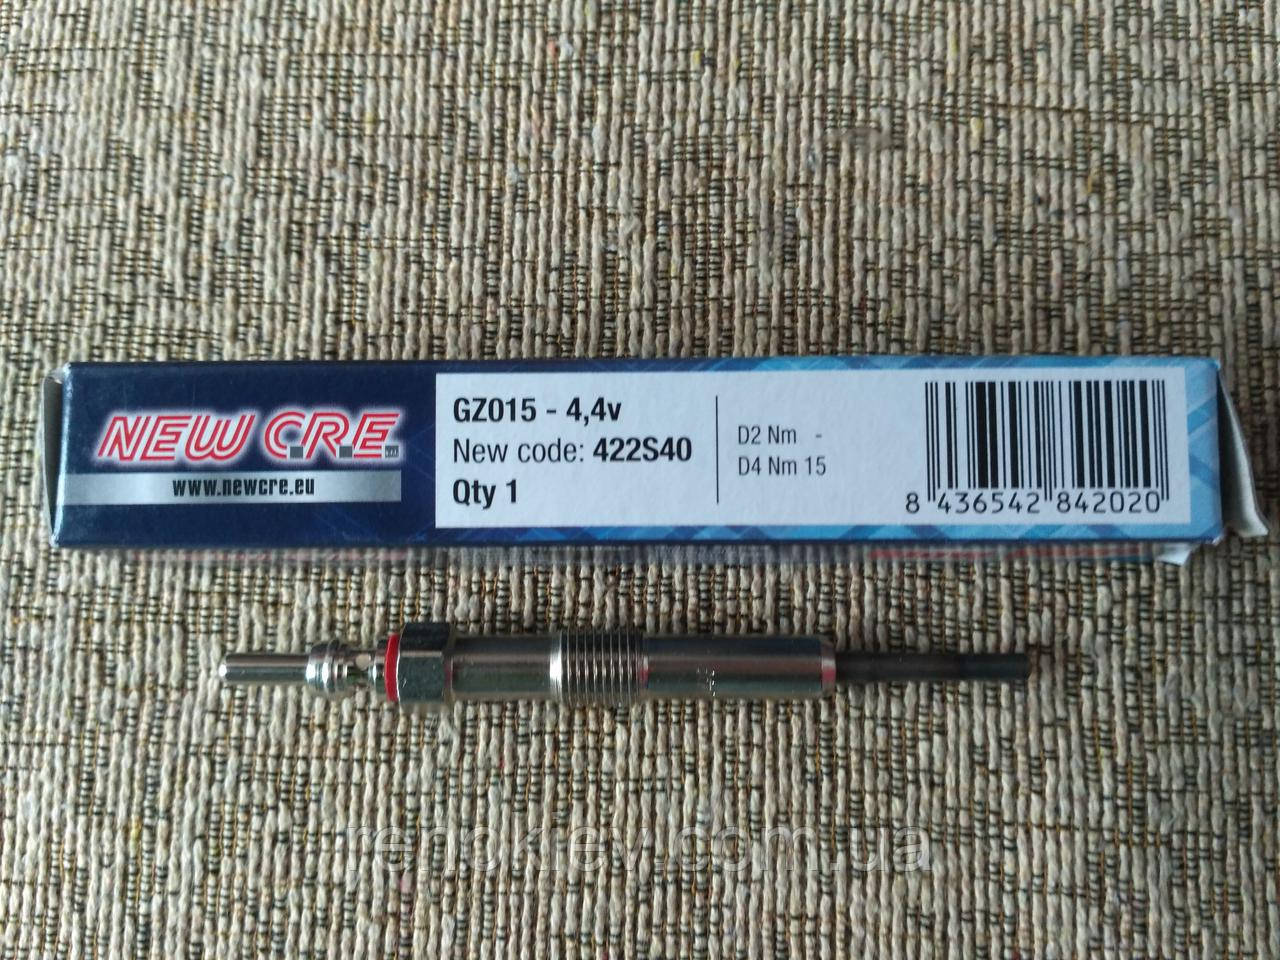 NEW C.R.E.
www.newcre.eu
GZ015 - 4,4v
New code: 422S40
Qty 1
D2 Nm -
D4 Nm 15
8 436542 842020
renokiev.com.ua